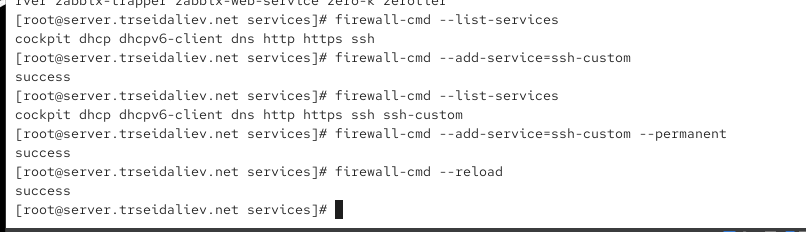 rver zabbix-trapper zabbix-web-service zero-k zerotier
[root@server.trseidaliev.net services]# firewall-cmd --list-services
cockpit dhcp dhcpv6-client dns http https ssh
[root@server.trseidaliev.net services]# firewall-cmd --add-service=ssh-custom
success
[root@server.trseidaliev.net services]# firewall-cmd --list-services
cockpit dhcp dhcpv6-client dns http https ssh ssh-custom
[root@server.trseidaliev.net services]# firewall-cmd --add-service=ssh-custom --permanent
success
[root@server.trseidaliev.net services]# firewall-cmd --reload
success
[root@server.trseidaliev.net services]#